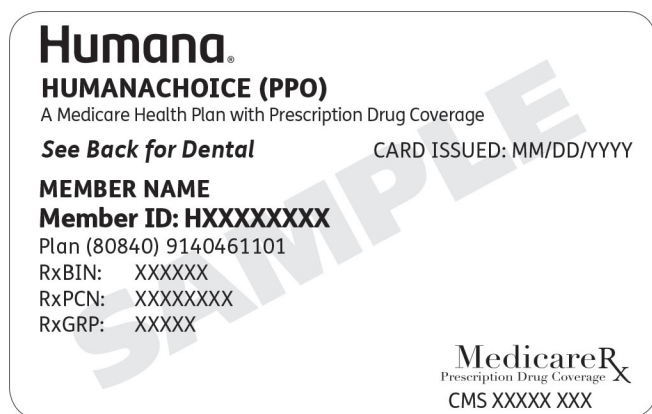 Humana®
HUMANACHOICE (PPO)
A Medicare Health Plan with Prescription Drug Coverage
See Back for Dental CARD ISSUED: MM/DD/YYYY
MEMBER NAME
Member ID: HXXXXXXXX
Plan (80840) 9140461101
RxBIN: XXXXXX
RxPCN: XXXXXXXX
RxGRP: XXXXX
SAMPLE
MedicareRx
Prescription Drug Coverage
CMS XXXXX XXX